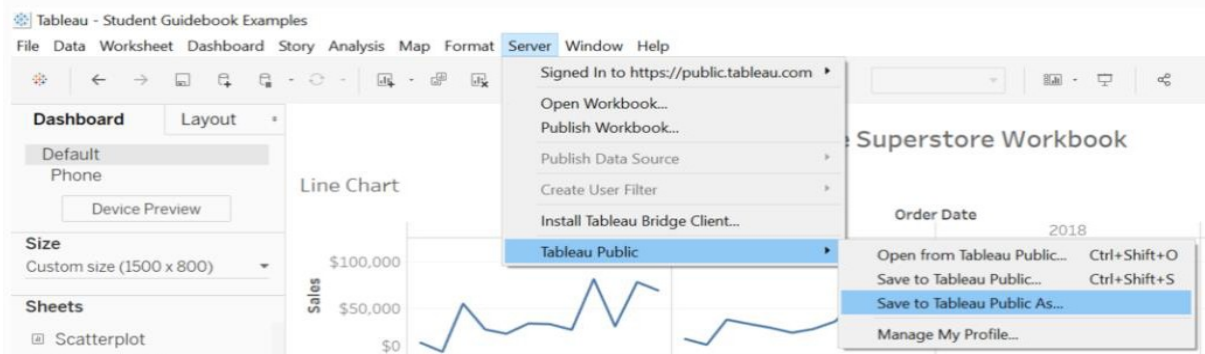 Tableau - Student Guidebook Examples
File Data Worksheet Dashboard Story Analysis Map Format Server Window Help
Signed In to https://public.tableau.com
Open Workbook...
Publish Workbook...
Publish Data Source
Create User Filter
Install Tableau Bridge Client...
Tableau Public
Open from Tableau Public... Ctrl+Shift+O
Save to Tableau Public... Ctrl+Shift+S
Save to Tableau Public As...
Manage My Profile...
Dashboard Layout
Default
Phone
Device Preview
Size
Custom size (1500 x 800)
Sheets
Scatterplot
Superstore Workbook
Line Chart
Order Date
2018
Sales
$100,000
$50,000
$0